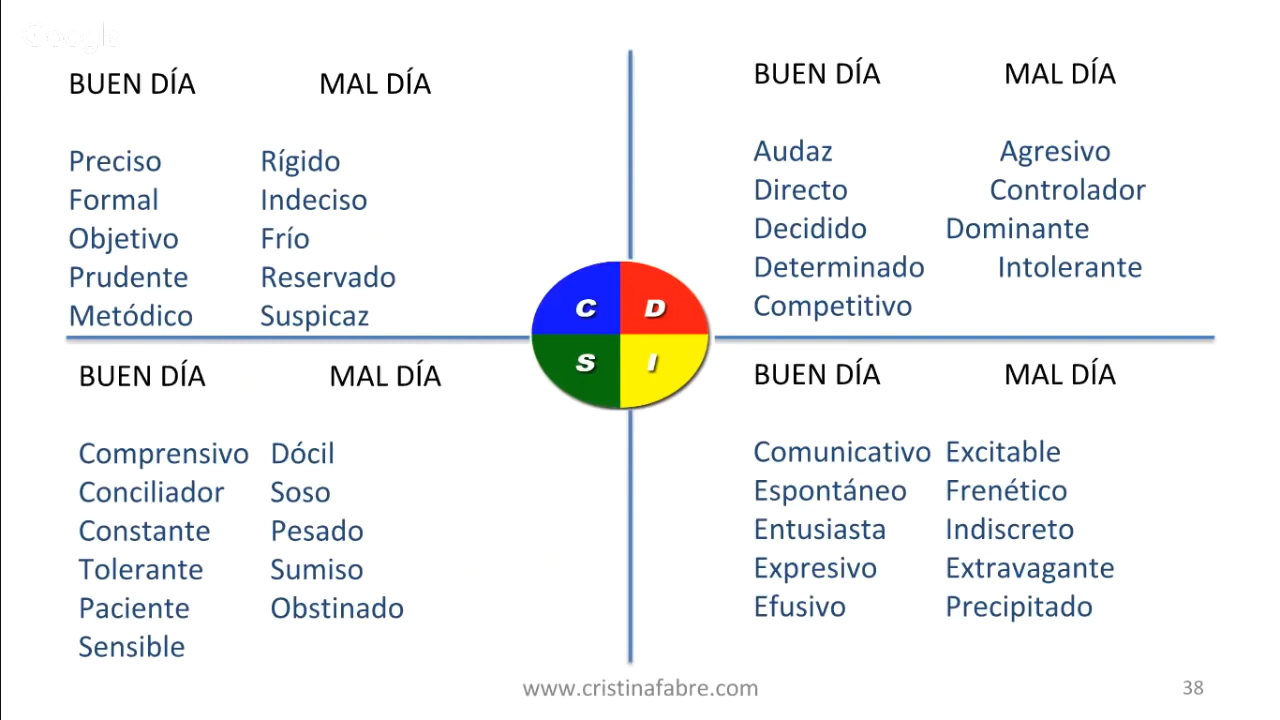 Google
BUEN DÍA MAL DÍA
Preciso Rígido
Formal Indeciso
Objetivo Frío
Prudente Reservado
Metódico Suspicaz
BUEN DÍA MAL DÍA
Audaz Agresivo
Directo Controlador
Decidido Dominante
Determinado Intolerante
Competitivo
C D
S I
BUEN DÍA MAL DÍA
Comprensivo Dócil
Conciliador Soso
Constante Pesado
Tolerante Sumiso
Paciente Obstinado
Sensible
BUEN DÍA MAL DÍA
Comunicativo Excitable
Espontáneo Frenético
Entusiasta Indiscreto
Expresivo Extravagante
Efusivo Precipitado
www.cristinafabre.com
38